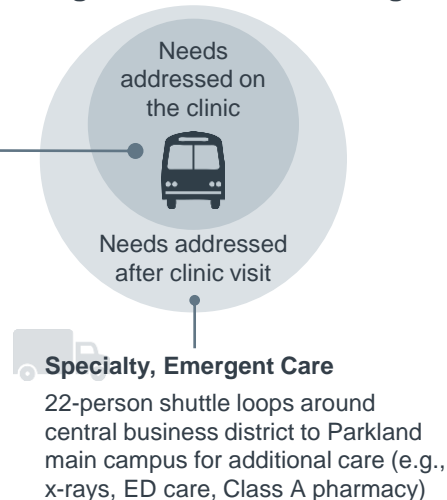 Needs
addressed on
the clinic
Needs addressed
after clinic visit
Specialty, Emergent Care
22-person shuttle loops around
central business district to Parkland
main campus for additional care (e.g.,
x-rays, ED care, Class A pharmacy)